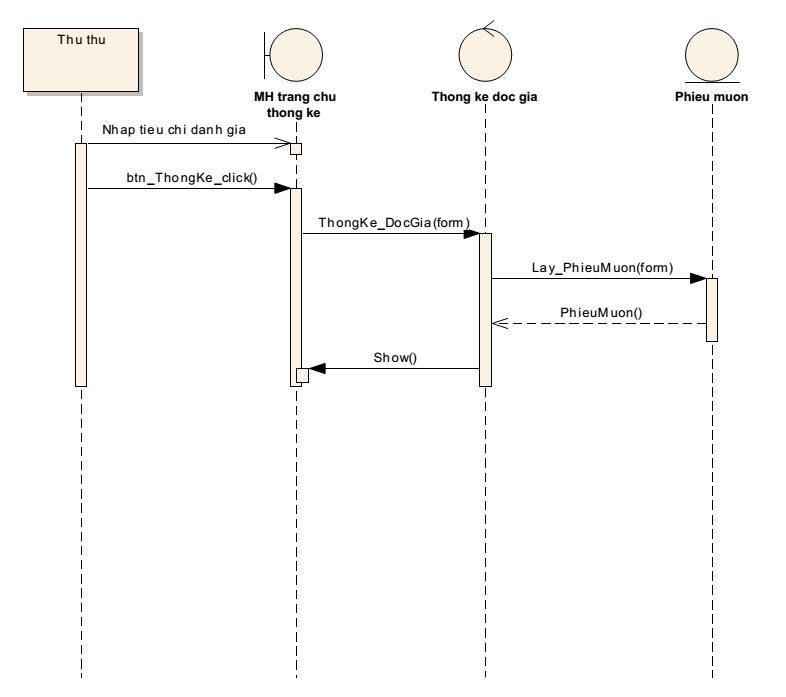 Thu thu
MH trang chu
thong ke
Thong ke doc gia
Phieu muon
Nhap tieu chi danh gia
btn_ThongKe_click()
ThongKe_DocGia(form)
Lay_PhieuMuon(form)
PhieuMuon()
Show()